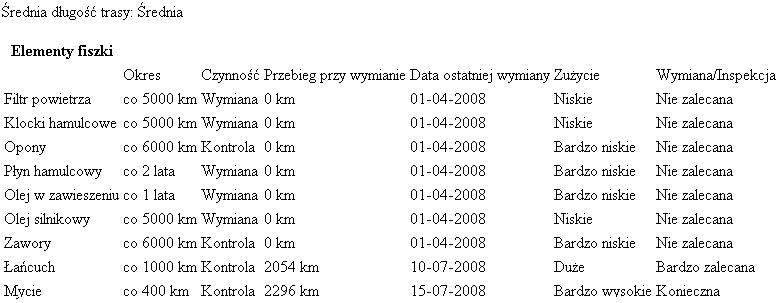 Średnia długość trasy: Średnia
Elementy fiszki
Okres Czynność Przebieg przy wymianie Data ostatniej wymiany Zużycie Wymiana/Inspekcja
Filtr powietrza co 5000 km Wymiana 0 km 01-04-2008 Niskie Nie zalecana
Klocki hamulcowe co 5000 km Wymiana 0 km 01-04-2008 Niskie Nie zalecana
Opony co 6000 km Kontrola 0 km 01-04-2008 Bardzo niskie Nie zalecana
Płyn hamulcowy co 2 lata Wymiana 0 km 01-04-2008 Bardzo niskie Nie zalecana
Olej w zawieszeniu co 1 lata Wymiana 0 km 01-04-2008 Bardzo niskie Nie zalecana
Olej silnikowy co 5000 km Wymiana 0 km 01-04-2008 Niskie Nie zalecana
Zawory co 6000 km Kontrola 0 km 01-04-2008 Bardzo niskie Nie zalecana
Łańcuch co 1000 km Kontrola 2054 km 10-07-2008 Duże Bardzo zalecana
Mycie co 400 km Kontrola 2296 km 15-07-2008 Bardzo wysokie Konieczna